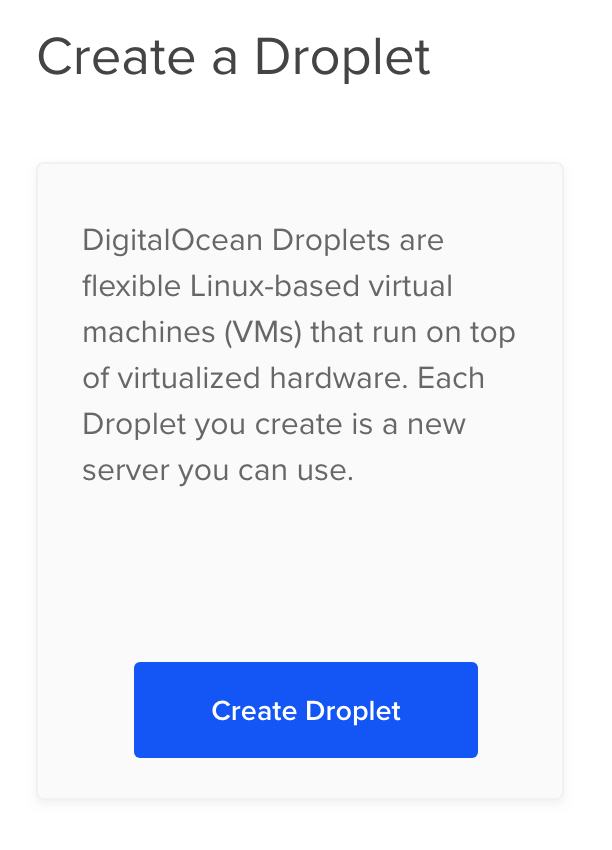 Create a Droplet
DigitalOcean Droplets are
flexible Linux-based virtual
machines (VMs) that run on top
of virtualized hardware. Each
Droplet you create is a new
server you can use.
Create Droplet